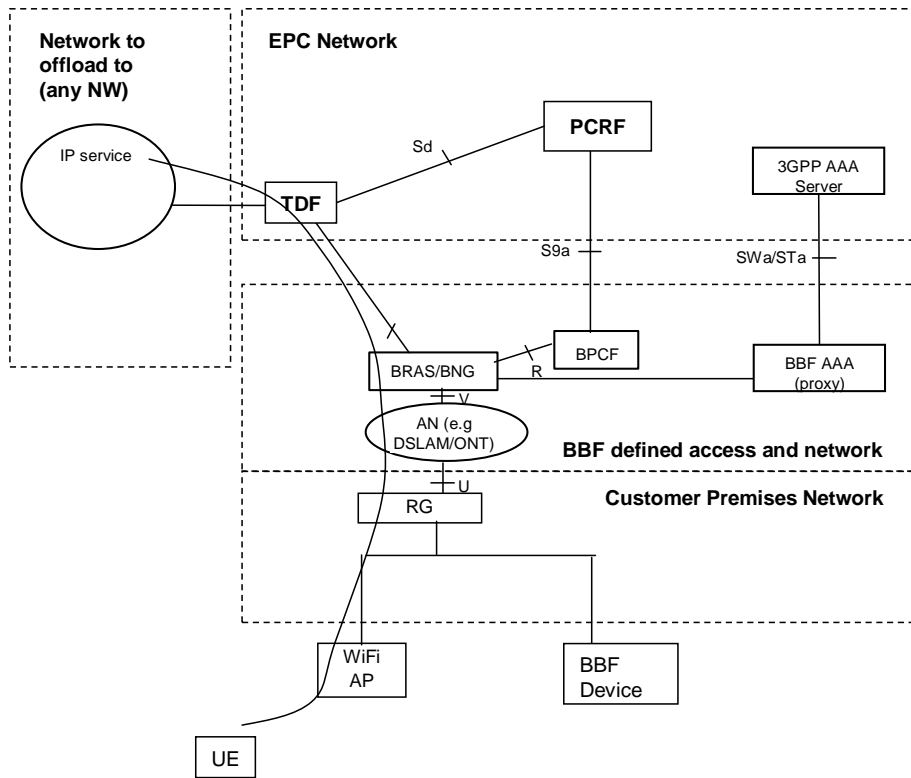 Network to
offload to
(any NW)
EPC Network
IP service
PCRF
Sd
3GPP AAA
Server
TDF
S9a
SWa/STa
BPCF
R
BRAS/BNG
BBF AAA
(proxy)
V
AN (e.g
DSLAM/ONT)
BBF defined access and network
U
Customer Premises Network
RG
WiFi
AP
BBF
Device
UE